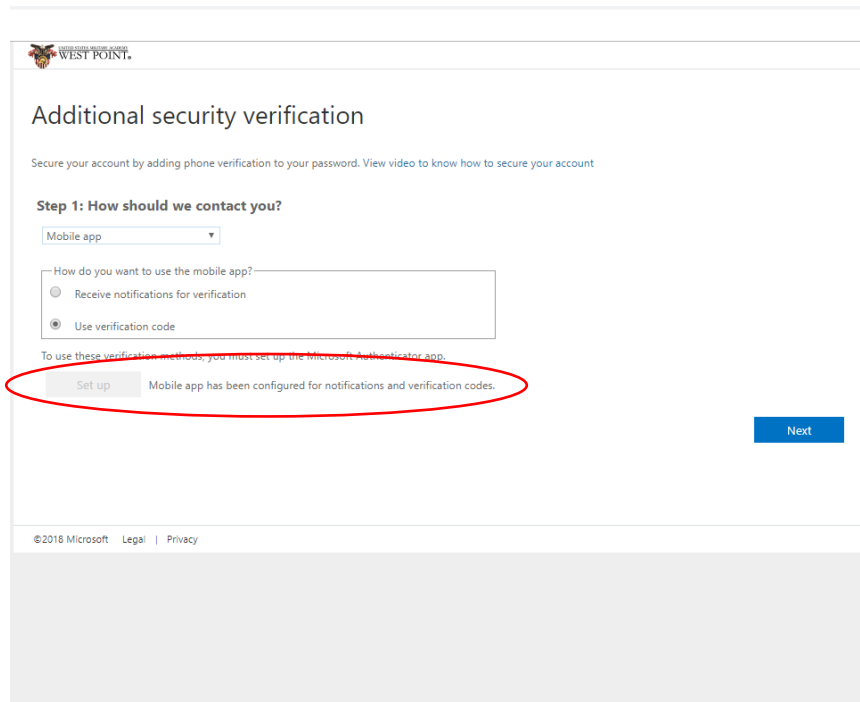 UNITED STATES MILITARY ACADEMY
WEST POINT.
Additional security verification
Secure your account by adding phone verification to your password. View video to know how to secure your account
Step 1: How should we contact you?
Mobile app
How do you want to use the mobile app?
Receive notifications for verification
Use verification code
To use these verification methods, you must set up the Microsoft Authenticator app.
Set up Mobile app has been configured for notifications and verification codes.
Next
©2018 Microsoft Legal | Privacy